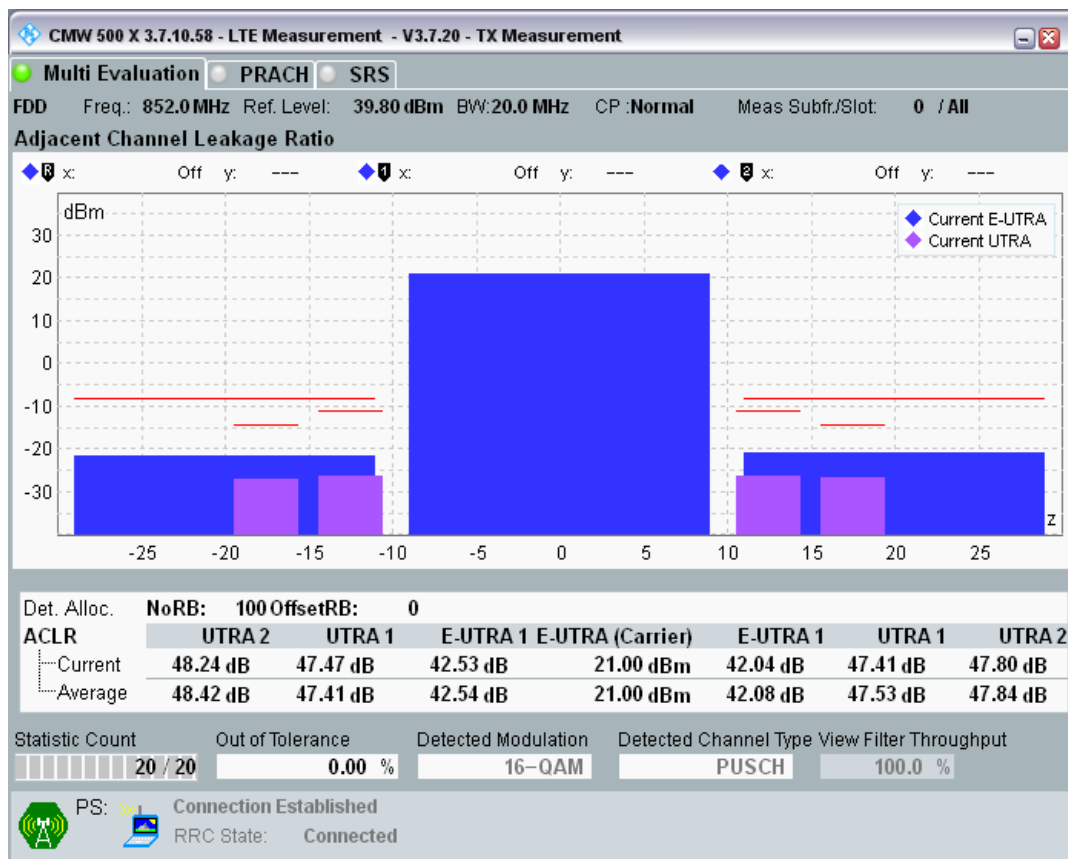 CMW 500 X 3.7.10.58 - LTE Measurement - V3.7.20 - TX Measurement
Multi Evaluation PRACH SRS
FDD Freq.: 852.0 MHz Ref. Level: 39.80 dBm BW:20.0 MHz CP :Normal Meas Subfr./Slot: 0 / All
Adjacent Channel Leakage Ratio
R x: Off y: --- 1 x: Off y: --- 2 x: Off y: ---
dBm
Current E-UTRA
Current UTRA
30
20
10
0
-10
-20
-30
z
-25 -20 -15 -10 -5 0 5 10 15 20 25
Det. Alloc. NoRB: 100 OffsetRB: 0
ACLR UTRA 2 UTRA 1 E-UTRA 1 E-UTRA (Carrier) E-UTRA 1 UTRA 1 UTRA 2
Current 48.24 dB 47.47 dB 42.53 dB 21.00 dBm 42.04 dB 47.41 dB 47.80 dB
Average 48.42 dB 47.41 dB 42.54 dB 21.00 dBm 42.08 dB 47.53 dB 47.84 dB
Statistic Count Out of Tolerance Detected Modulation Detected Channel Type View Filter Throughput
20 / 20 0.00 % 16-QAM PUSCH 100.0 %
PS: Connection Established
RRC State: Connected